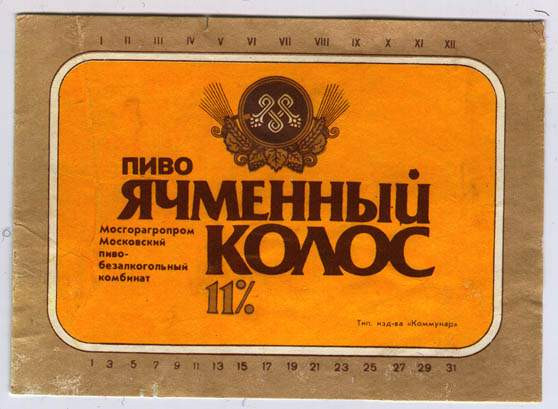 I II III IV V VI VII VIII IX X XI XII
ПИВО
ЯЧМЕННЫЙ
КОЛОС
Мосгорагропром
Московский
пиво-
безалкогольный
комбинат
11%
Тип. изд-ва «Коммунар»
1 3 5 7 9 11 13 15 17 19 21 23 25 27 29 31